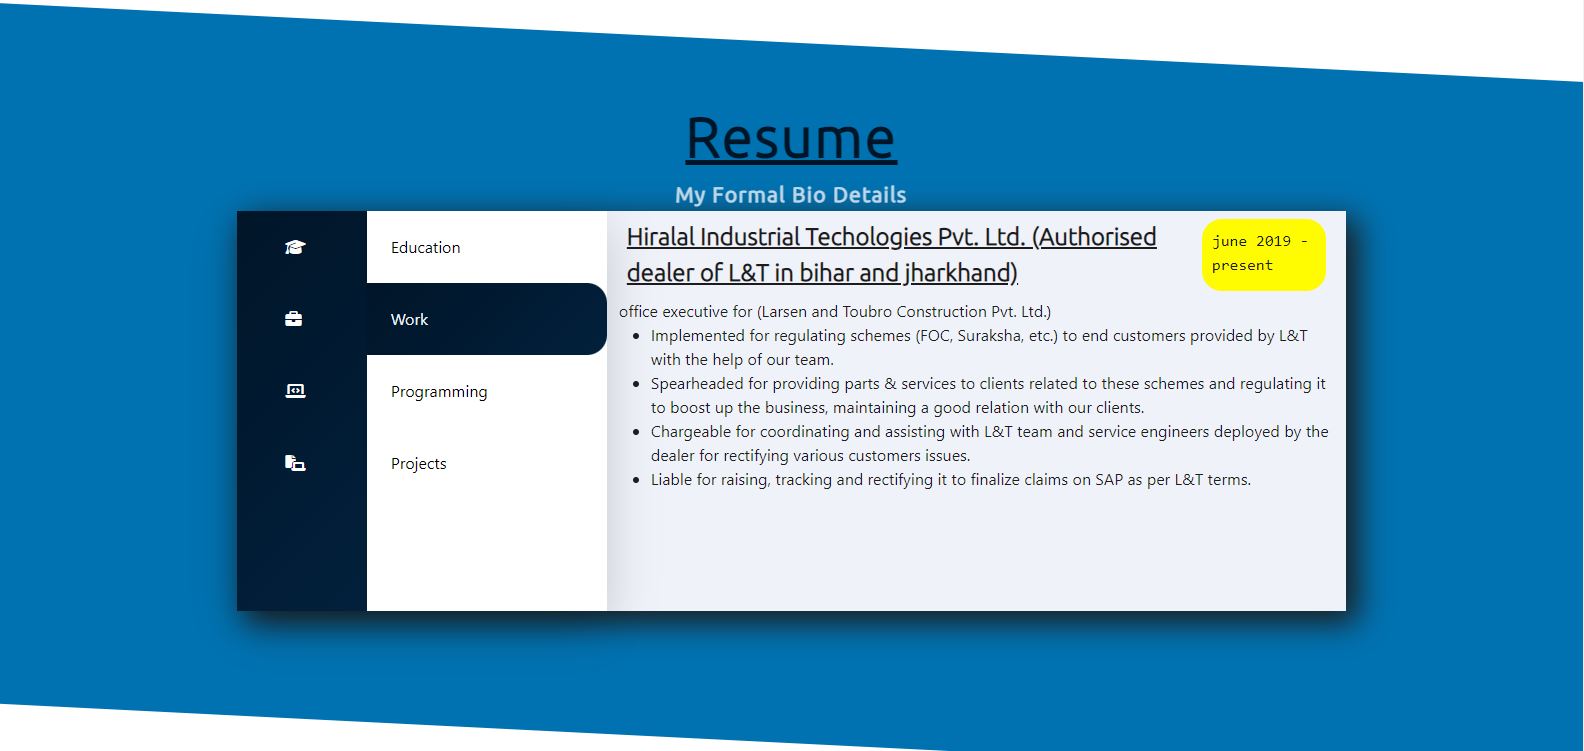 Resume
My Formal Bio Details
Education
Work
Programming
Projects
Hiralal Industrial Techologies Pvt. Ltd. (Authorised
dealer of L&T in bihar and jharkhand)
june 2019 -
present
office executive for (Larsen and Toubro Construction Pvt. Ltd.)
• Implemented for regulating schemes (FOC, Suraksha, etc.) to end customers provided by L&T
with the help of our team.
• Spearheaded for providing parts & services to clients related to these schemes and regulating it
to boost up the business, maintaining a good relation with our clients.
• Chargeable for coordinating and assisting with L&T team and service engineers deployed by the
dealer for rectifying various customers issues.
• Liable for raising, tracking and rectifying it to finalize claims on SAP as per L&T terms.